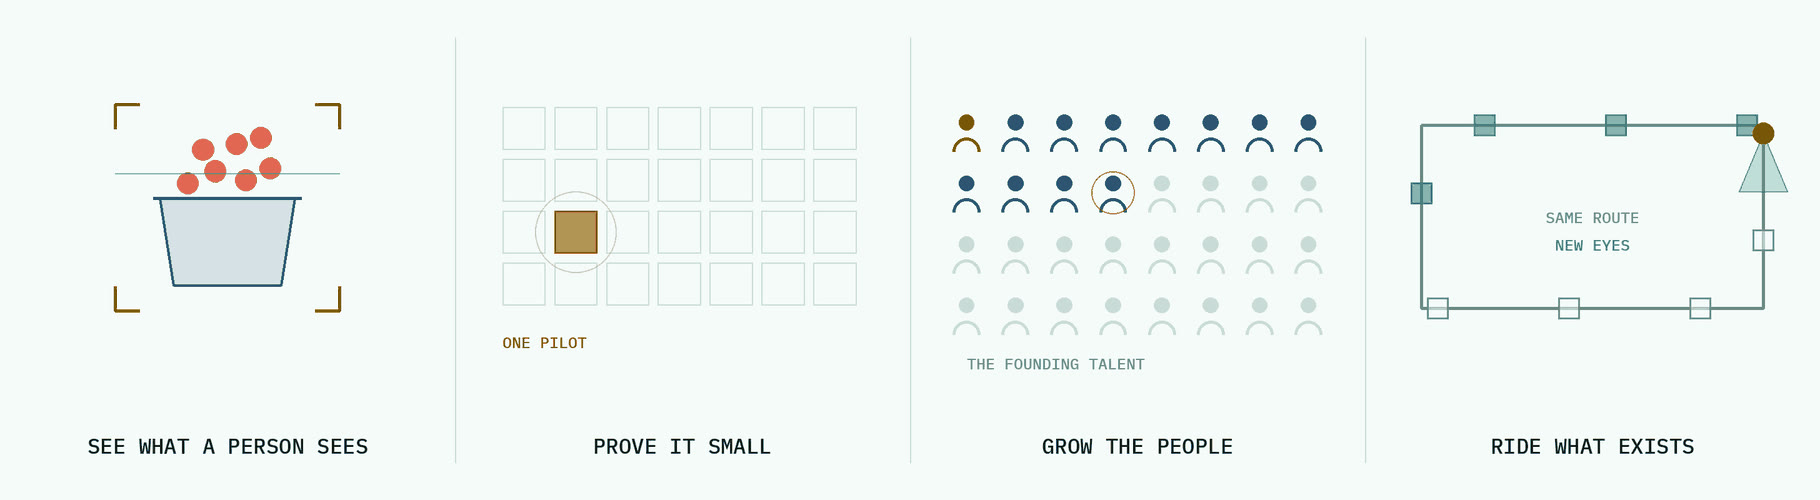 SEE WHAT A PERSON SEES
ONE PILOT
PROVE IT SMALL
THE FOUNDING TALENT
GROW THE PEOPLE
SAME ROUTE
NEW EYES
RIDE WHAT EXISTS